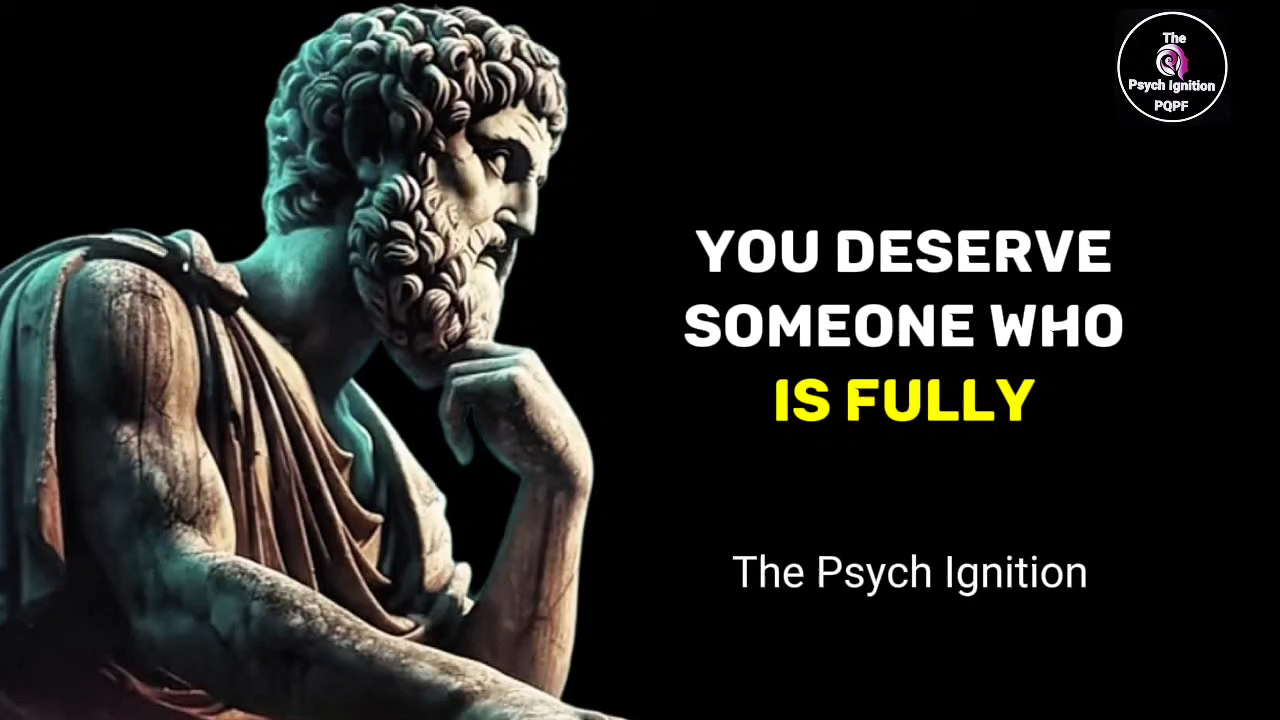 The
Psych Ignition
PQPF
YOU DESERVE
SOMEONE WHO
IS FULLY
The Psych Ignition